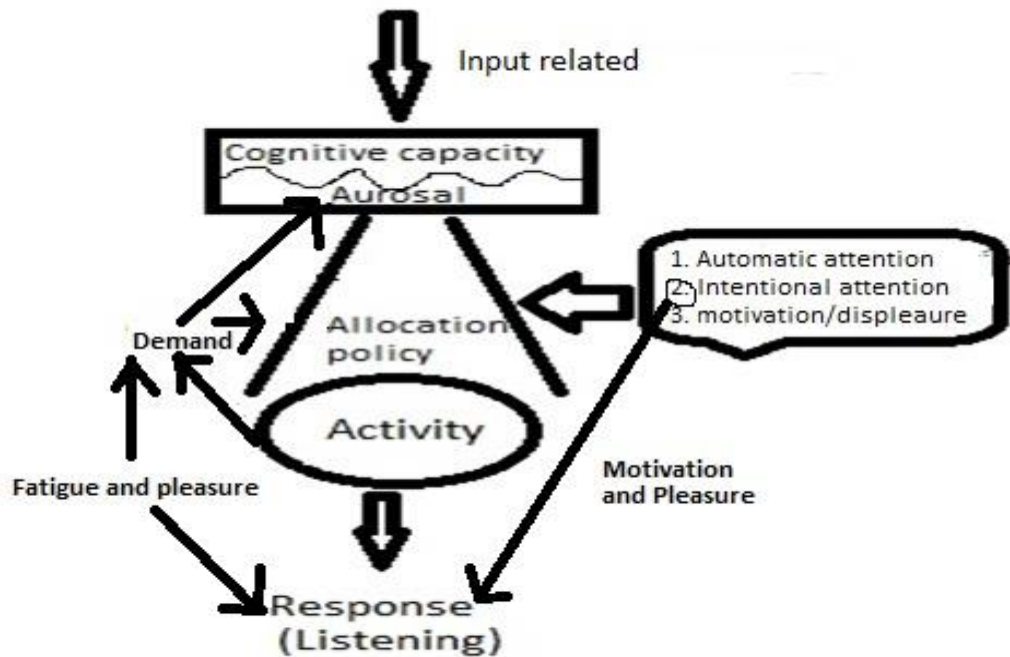 Input related
Cognitive capacity
Aurosal
1. Automatic attention
2. Intentional attention
3. motivation/displeaure
Demand
Allocation
policy
Activity
Fatigue and pleasure
Motivation
and Pleasure
Response
(Listening)